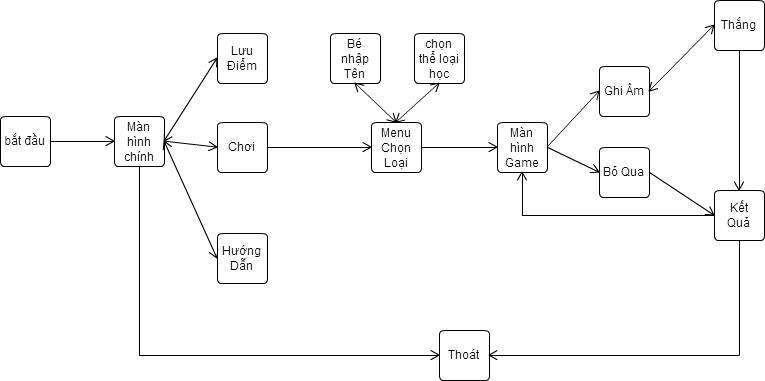 Thắng
Lưu
Điểm
Bé
nhập
Tên
chọn
thể loại
học
Ghi Âm
bắt đầu
Màn
hình
chính
Chơi
Menu
Chọn
Loại
Màn
hình
Game
Bỏ Qua
Kết
Quả
Hướng
Dẫn
Thoát